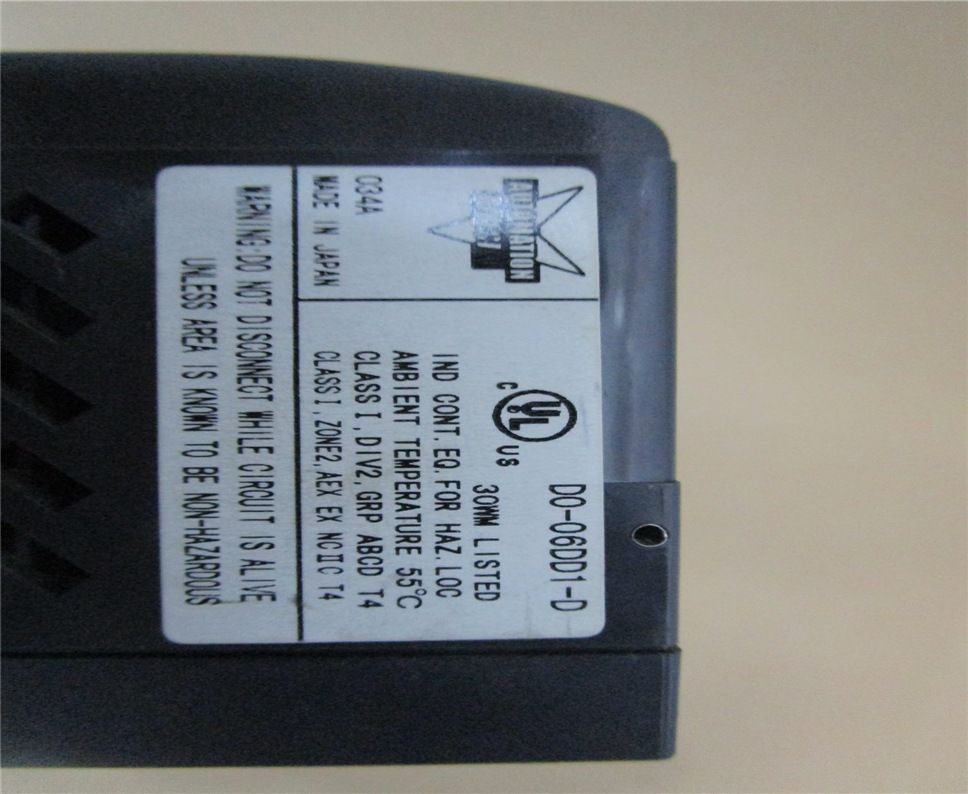 D0-06DD1-D
C UL US
30WM LISTED
IND CONT.EQ.FOR HAZ.LOC
AMBIENT TEMPERATURE 55°C
CLASS I,DIV2,GRP ABCD T4
CLASS I,ZONE2,AEX EX NC IIC T4
AUTOMATION
034A
MADE IN JAPAN
WARNING:DO NOT DISCONNECT WHILE CIRCUIT IS ALIVE
UNLESS AREA IS KNOWN TO BE NON-HAZARDOUS